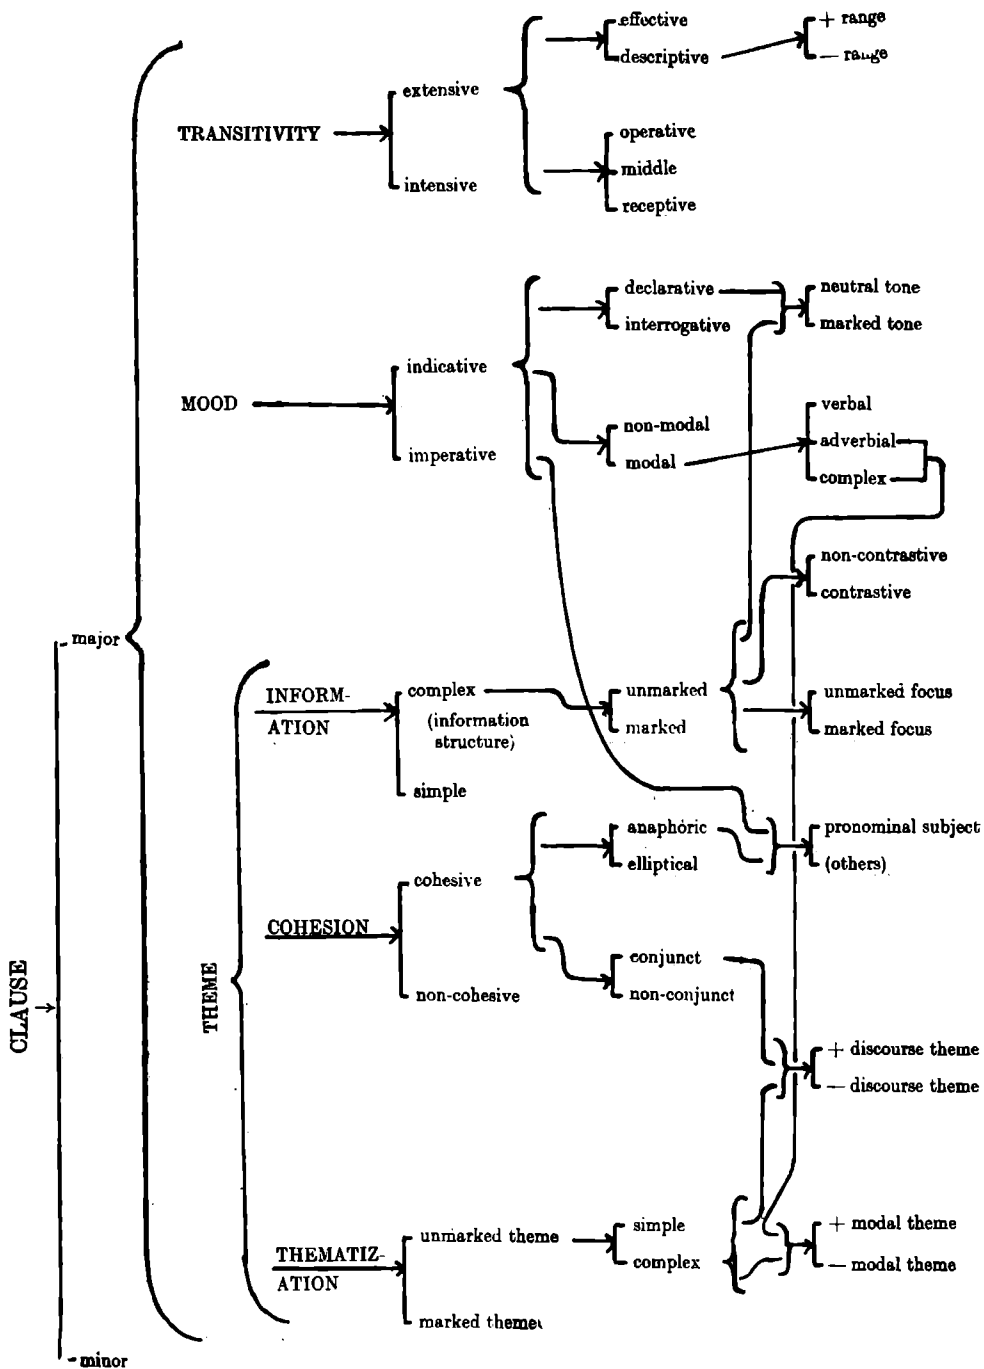 effective
descriptive
+ range
— range
extensive
TRANSITIVITY
intensive
operative
middle
receptive
declarative
interrogative
neutral tone
marked tone
indicative
MOOD
imperative
non-modal
modal
verbal
adverbial
complex
non-contrastive
contrastive
major
INFORM-
ATION
complex
(information
structure)
simple
unmarked
marked
unmarked focus
marked focus
anaphoric
elliptical
pronominal subject
(others)
cohesive
COHESION
non-cohesive
conjunct
non-conjunct
THEME
CLAUSE
+ discourse theme
— discourse theme
unmarked theme
THEMATIZ-
ATION
marked theme
simple
complex
+ modal theme
— modal theme
minor